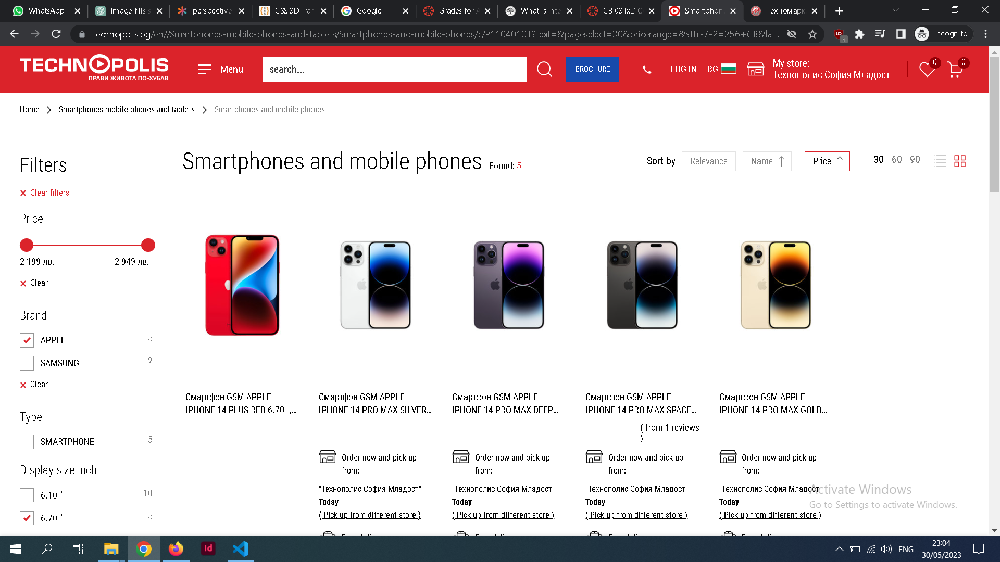 WhatsApp
Image fills s
perspective
CSS 3D Tran
Google
Grades for A
What is Inte
CB 03 IxD C
Smartphon
Техномарк
technopolis.bg/en//Smartphones-mobile-phones-and-tablets/Smartphones-and-mobile-phones/c/P11040101?text=&pageselect=30&pricerange=&attr-7-2=256+GB&la...
1
Incognito
TECHNOPOLIS
ПРАВИ ЖИВОТА ПО-ХУБАВ
Menu
search...
BROCHURE
LOG IN
BG
My store:
Технополис София Младост
0
0
Home
Smartphones mobile phones and tablets
Smartphones and mobile phones
Filters
Clear filters
Price
2 199 лв.
2 949 лв.
Clear
Brand
APPLE
5
SAMSUNG
2
Clear
Type
SMARTPHONE
5
Display size inch
6.10 "
10
6.70 "
5
Smartphones and mobile phones
Found: 5
Sort by
Relevance
Name
Price
30
60
90
Смартфон GSM APPLE
IPHONE 14 PLUS RED 6.70 ",...
Смартфон GSM APPLE
IPHONE 14 PRO MAX SILVER...
Order now and pick up
from:
"Технополис София Младост"
Today
( Pick up from different store )
Смартфон GSM APPLE
IPHONE 14 PRO MAX DEEP...
Order now and pick up
from:
"Технополис София Младост"
Today
( Pick up from different store )
Смартфон GSM APPLE
IPHONE 14 PRO MAX SPACE...
( from 1 reviews
)
Order now and pick up
from:
"Технополис София Младост"
Today
( Pick up from different store )
Смартфон GSM APPLE
IPHONE 14 PRO MAX GOLD...
Order now and pick up
from:
"Технополис София Младост"
Today
( Pick up from different store )
Activate Windows
Go to Settings to activate Windows.
Id
ENG
23:04
30/05/2023